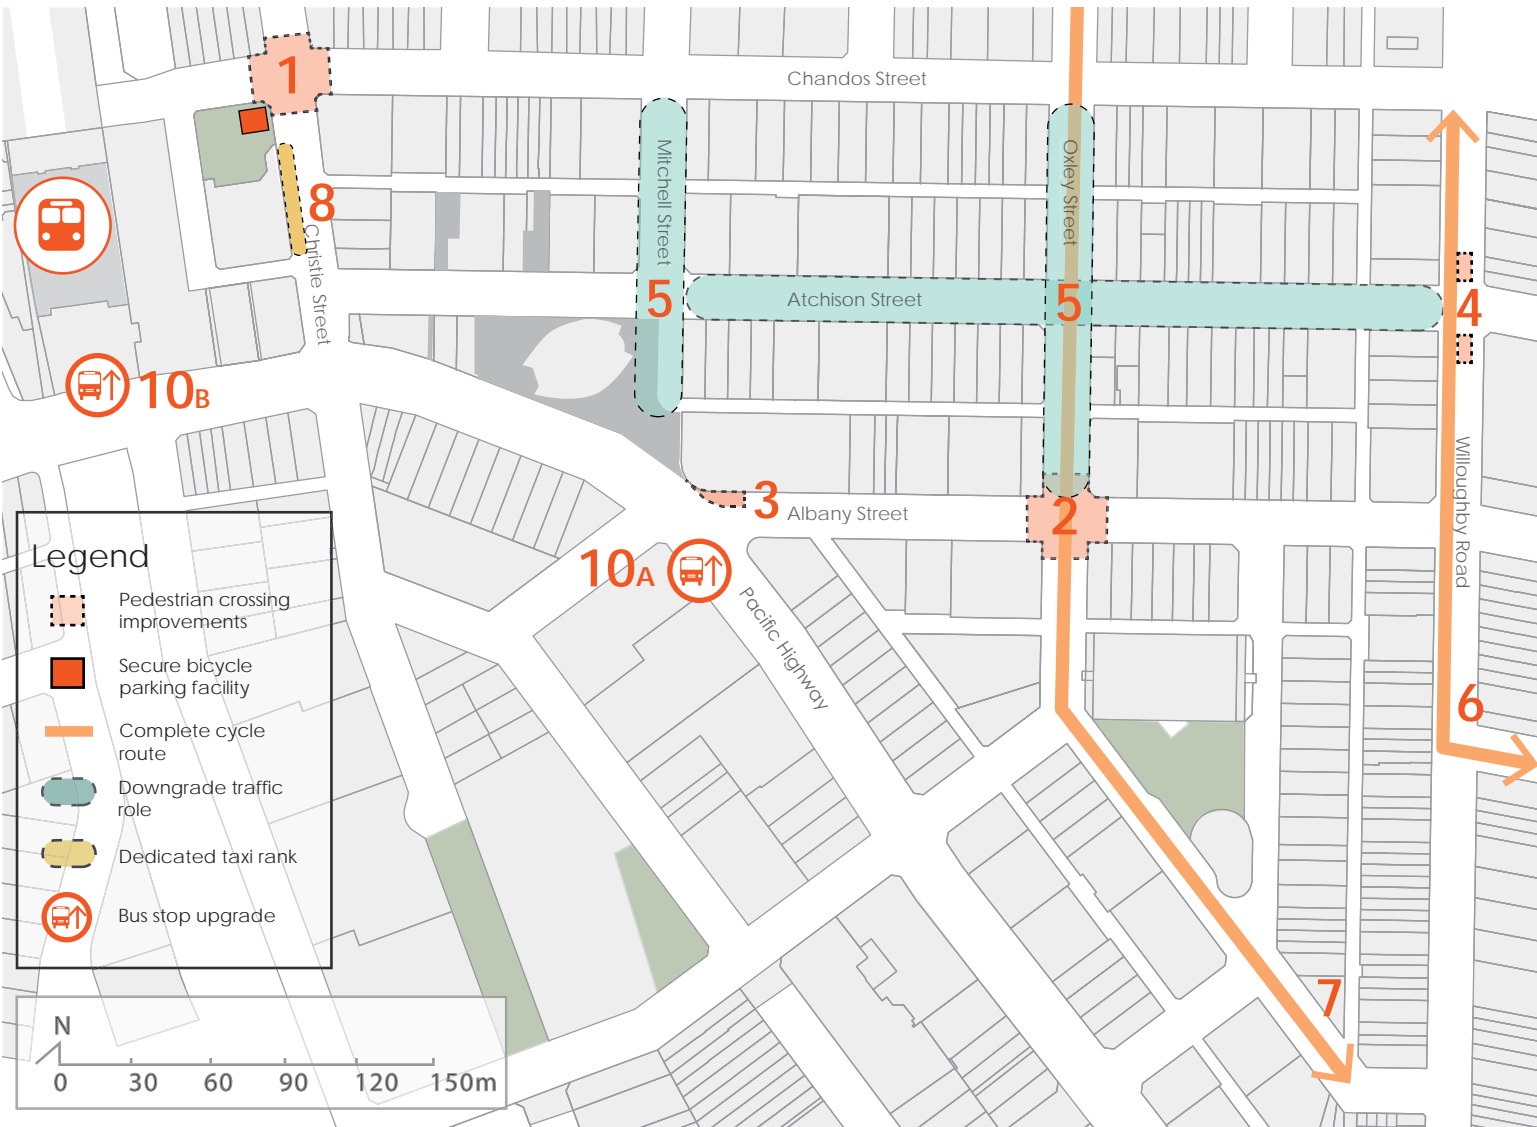 Chandos Street
1
Mitchell Street
Oxley Street
8
Christie Street
5
Atchison Street
5
4
10B
Willoughby Road
3
Albany Street
2
10A
Pacific Highway
6
7
Legend
Pedestrian crossing
improvements
Secure bicycle
parking facility
Complete cycle
route
Downgrade traffic
role
Dedicated taxi rank
Bus stop upgrade
N
0 30 60 90 120 150m